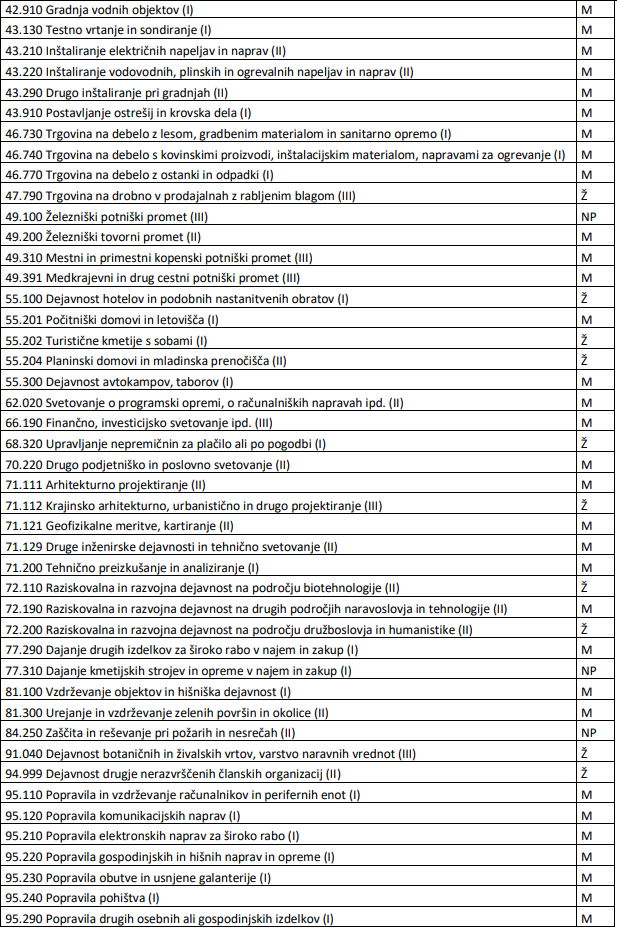 42.910 Gradnja vodnih objektov (I) M
43.130 Testno vrtanje in sondiranje (I) M
43.210 Inštaliranje električnih napeljav in naprav (II) M
43.220 Inštaliranje vodovodnih, plinskih in ogrevalnih napeljav in naprav (II) M
43.290 Drugo inštaliranje pri gradnjah (II) M
43.910 Postavljanje ostrešij in krovska dela (I) M
46.730 Trgovina na debelo z lesom, gradbenim materialom in sanitarno opremo (I) M
46.740 Trgovina na debelo s kovinskimi proizvodi, inštalacijskim materialom, napravami za ogrevanje (I) M
46.770 Trgovina na debelo z ostanki in odpadki (I) M
47.790 Trgovina na drobno v prodajalnah z rabljenim blagom (III) Ž
49.100 Železniški potniški promet (III) NP
49.200 Železniški tovorni promet (II) M
49.310 Mestni in primestni kopenski potniški promet (III) M
49.391 Medkrajevni in drug cestni potniški promet (III) M
55.100 Dejavnost hotelov in podobnih nastanitvenih obratov (I) Ž
55.201 Počitniški domovi in letovišča (I) M
55.202 Turistične kmetije s sobami (I) Ž
55.204 Planinski domovi in mladinska prenočišča (II) Ž
55.300 Dejavnost avtokampov, taborov (I) M
62.020 Svetovanje o programski opremi, o računalniških napravah ipd. (II) M
66.190 Finančno, investicijsko svetovanje ipd. (III) M
68.320 Upravljanje nepremičnin za plačilo ali po pogodbi (I) Ž
70.220 Drugo podjetniško in poslovno svetovanje (II) M
71.111 Arhitekturno projektiranje (II) M
71.112 Krajinsko arhitekturno, urbanistično in drugo projektiranje (III) Ž
71.121 Geofizikalne meritve, kartiranje (II) M
71.129 Druge inženirske dejavnosti in tehnično svetovanje (II) M
71.200 Tehnično preizkušanje in analiziranje (I) M
72.110 Raziskovalna in razvojna dejavnost na področju biotehnologije (II) Ž
72.190 Raziskovalna in razvojna dejavnost na drugih področjih naravoslovja in tehnologije (II) M
72.200 Raziskovalna in razvojna dejavnost na področju družboslovja in humanistike (II) Ž
77.290 Dajanje drugih izdelkov za široko rabo v najem in zakup (I) M
77.310 Dajanje kmetijskih strojev in opreme v najem in zakup (I) NP
81.100 Vzdrževanje objektov in hišniška dejavnost (I) M
81.300 Urejanje in vzdrževanje zelenih površin in okolice (II) M
84.250 Zaščita in reševanje pri požarih in nesrečah (II) NP
91.040 Dejavnost botaničnih in živalskih vrtov, varstvo naravnih vrednot (III) Ž
94.999 Dejavnost drugje nerazvrščenih članskih organizacij (II) Ž
95.110 Popravila in vzdrževanje računalnikov in perifernih enot (I) M
95.120 Popravila komunikacijskih naprav (I) M
95.210 Popravila elektronskih naprav za široko rabo (I) M
95.220 Popravila gospodinjskih in hišnih naprav in opreme (I) M
95.230 Popravila obutve in usnjene galanterije (I) M
95.240 Popravila pohištva (I) M
95.290 Popravila drugih osebnih ali gospodinjskih izdelkov (I) M